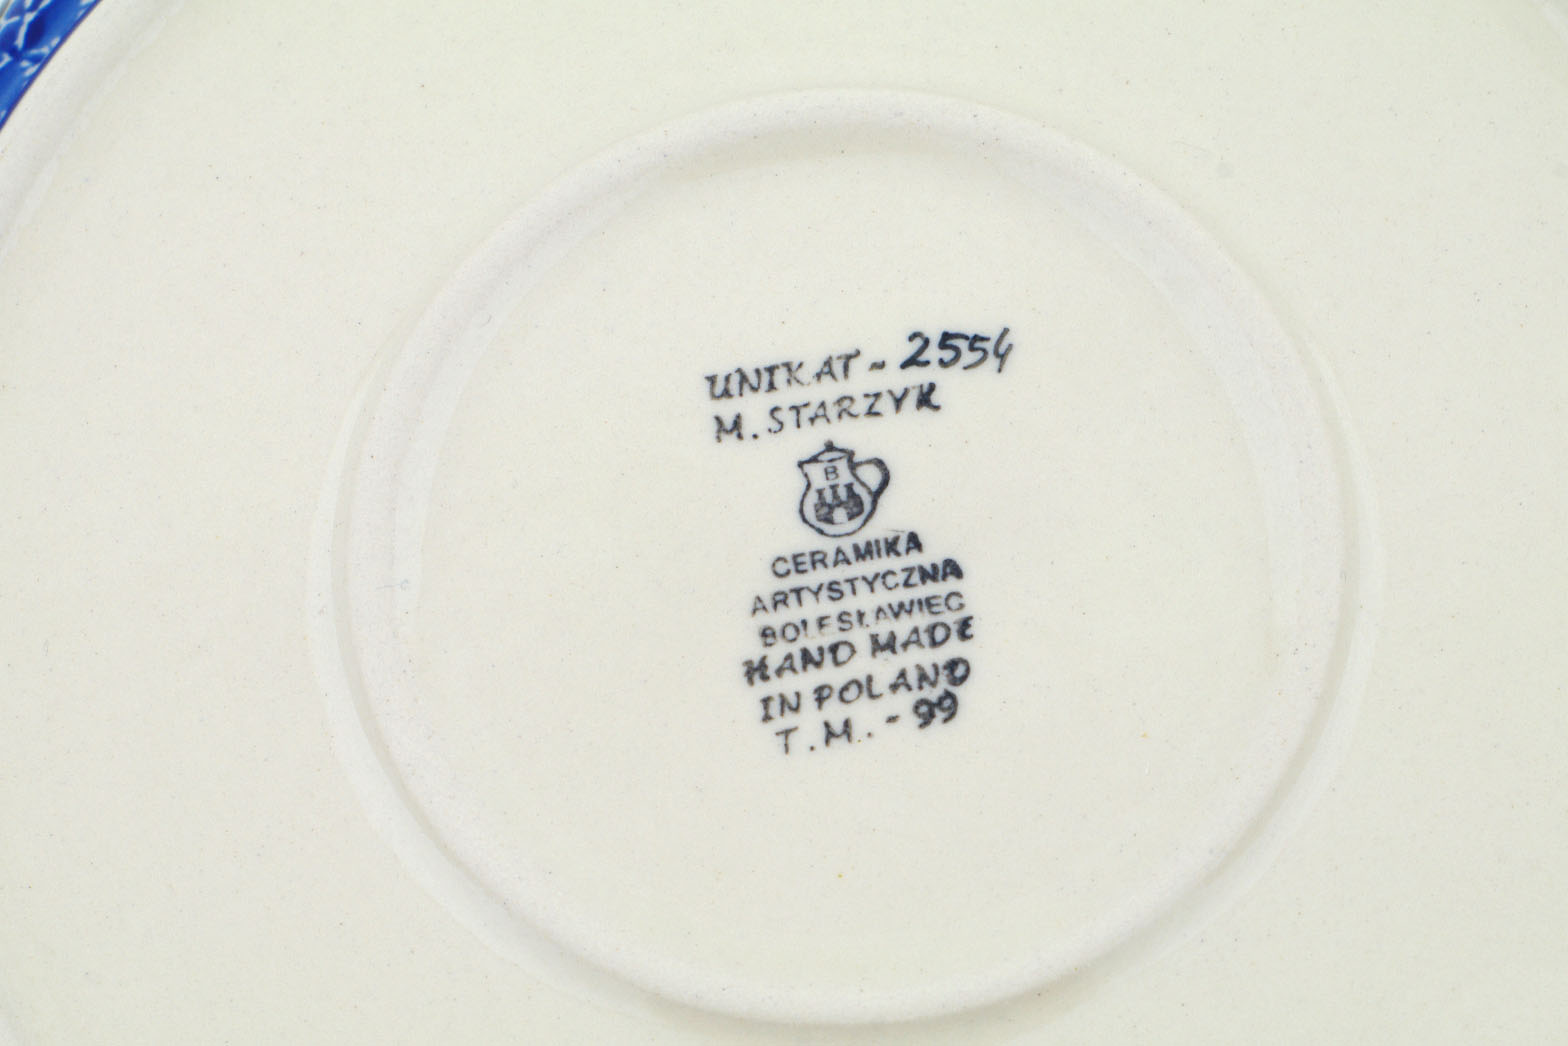 UNIKAT - 2554
M. STARZYK
B
CERAMIKA
ARTYSTYCZNA
BOLESŁAWIEC
HAND MADE
IN POLAND
T.M. - 99